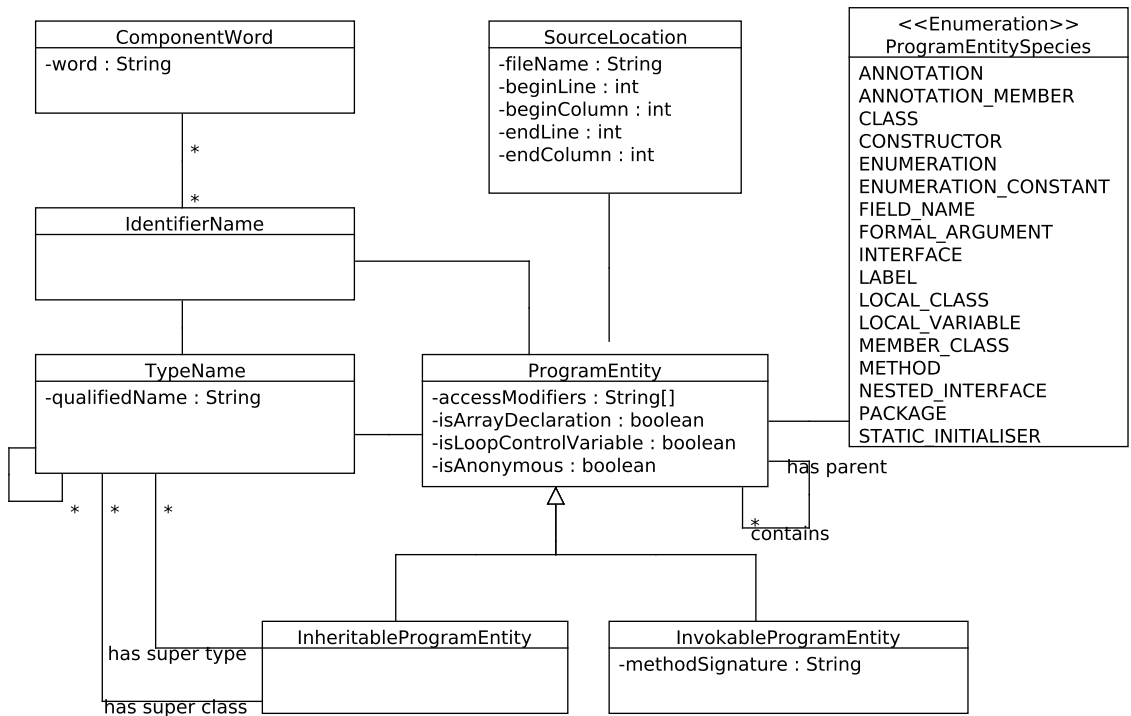 ComponentWord
-word : String
*
*
IdentifierName
TypeName
-qualifiedName : String
*
*
*
SourceLocation
-fileName : String
-beginLine : int
-beginColumn : int
-endLine : int
-endColumn : int
<<Enumeration>>
ProgramEntitySpecies
ANNOTATION
ANNOTATION_MEMBER
CLASS
CONSTRUCTOR
ENUMERATION
ENUMERATION_CONSTANT
FIELD_NAME
FORMAL_ARGUMENT
INTERFACE
LABEL
LOCAL_CLASS
LOCAL_VARIABLE
MEMBER_CLASS
METHOD
NESTED_INTERFACE
PACKAGE
STATIC_INITIALISER
ProgramEntity
-accessModifiers : String[]
-isArrayDeclaration : boolean
-isLoopControlVariable : boolean
-isAnonymous : boolean
has parent
*
contains
InheritableProgramEntity
has super type
has super class
InvokableProgramEntity
-methodSignature : String